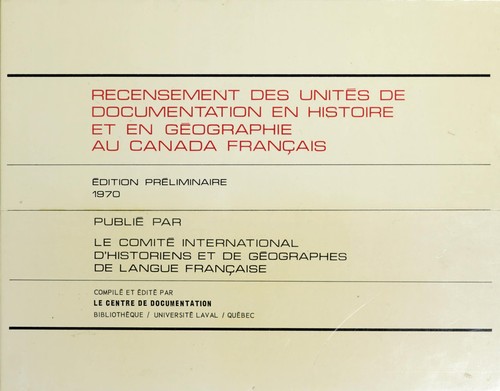 RECENSEMENT DES UNITÉS DE
DOCUMENTATION EN HISTOIRE
ET EN GÉOGRAPHIE
AU CANADA FRANÇAIS
ÉDITION PRÉLIMINAIRE
1970
PUBLIÉ PAR
LE COMITÉ INTERNATIONAL
D'HISTORIENS ET DE GÉOGRAPHES
DE LANGUE FRANÇAISE
COMPILÉ ET ÉDITÉ PAR
LE CENTRE DE DOCUMENTATION
BIBLIOTHÈQUE / UNIVERSITÉ LAVAL / QUÉBEC